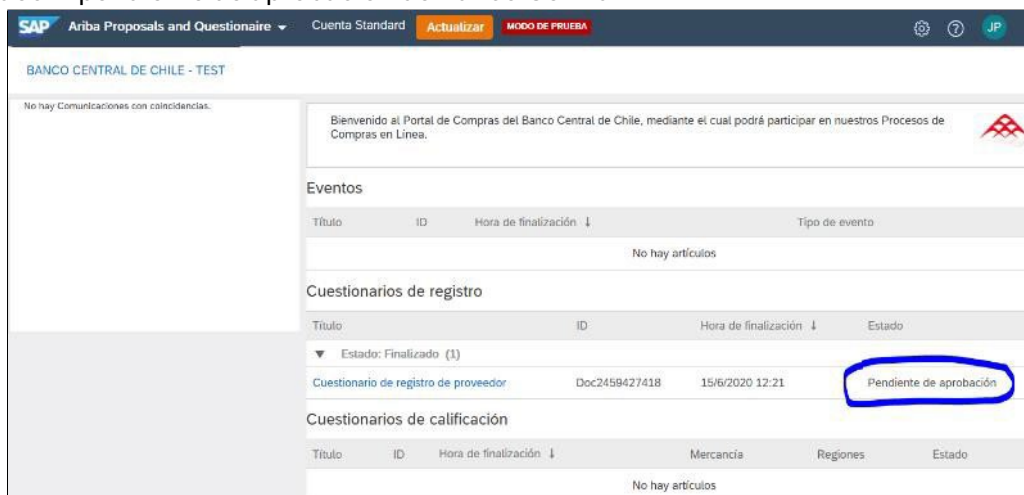 SAP Ariba Proposals and Questionaire Cuenta Standard Actualizar MODO DE PRUEBA JP
BANCO CENTRAL DE CHILE - TEST
No hay Comunicaciones con coincidencias.
Bienvenido al Portal de Compras del Banco Central de Chile, mediante el cual podrá participar en nuestros Procesos de
Compras en Línea.
Eventos
Título ID Hora de finalización ↓ Tipo de evento
No hay artículos
Cuestionarios de registro
Título ID Hora de finalización ↓ Estado
▼ Estado: Finalizado (1)
Cuestionario de registro de proveedor Doc2459427418 15/6/2020 12:21 Pendiente de aprobación
Cuestionarios de calificación
Título ID Hora de finalización ↓ Mercancía Regiones Estado
No hay artículos